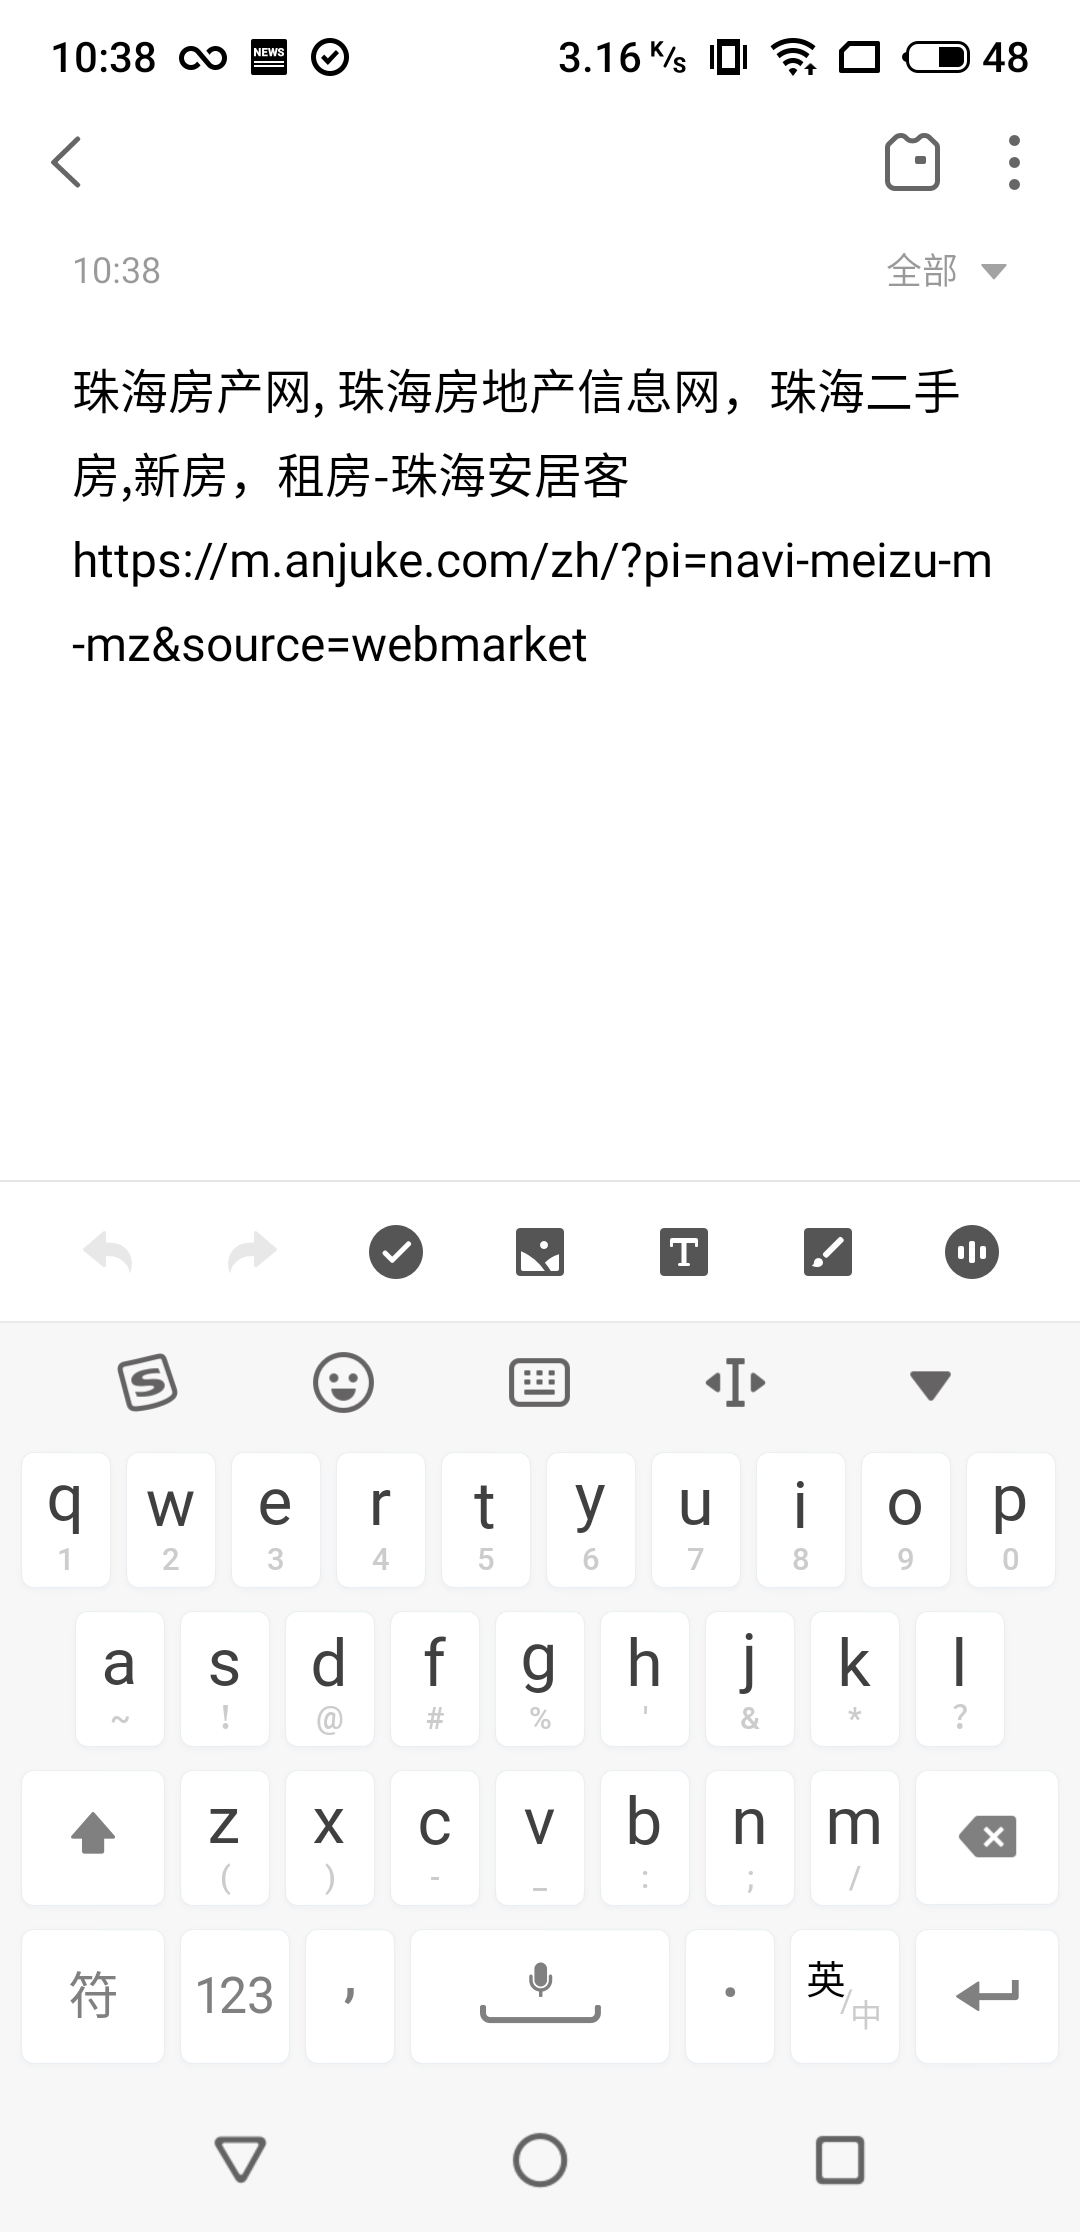 10:38 NEWS 3.16 K/s 48
10:38 全部
珠海房产网, 珠海房地产信息网，珠海二手
房,新房，租房-珠海安居客
https://m.anjuke.com/zh/?pi=navi-meizu-m
-mz&source=webmarket
T
S
q w e r t y u i o p
1 2 3 4 5 6 7 8 9 0
a s d f g h j k l
~ ! @ # % ' & * ?
z x c v b n m
( ) - _ : ; /
符 123 , . 英/中